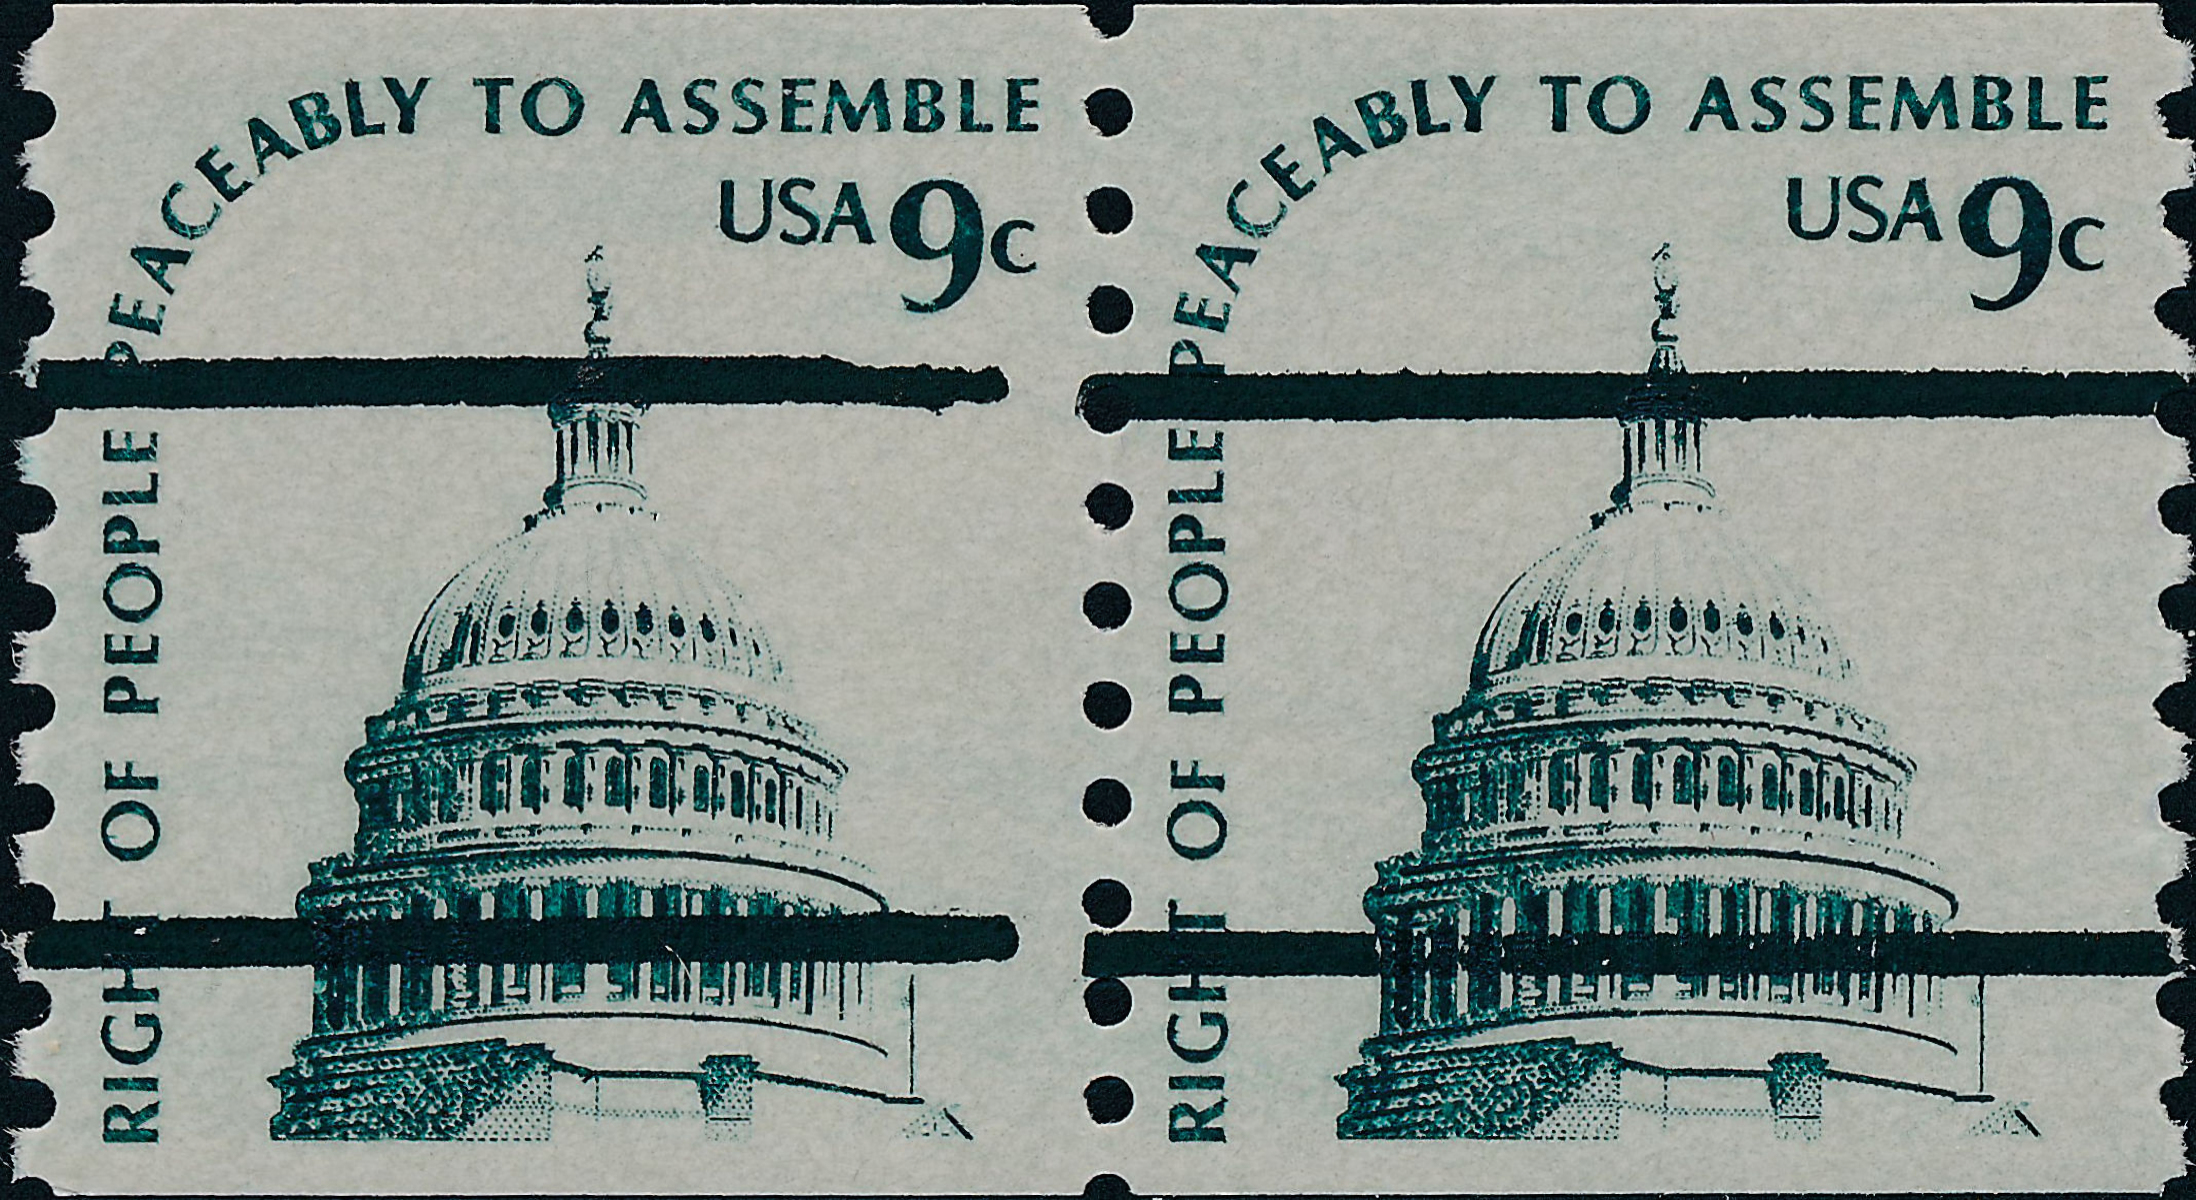 RIGHT OF PEOPLE PEACEABLY TO ASSEMBLE
USA 9c
RIGHT OF PEOPLE PEACEABLY TO ASSEMBLE
USA 9c